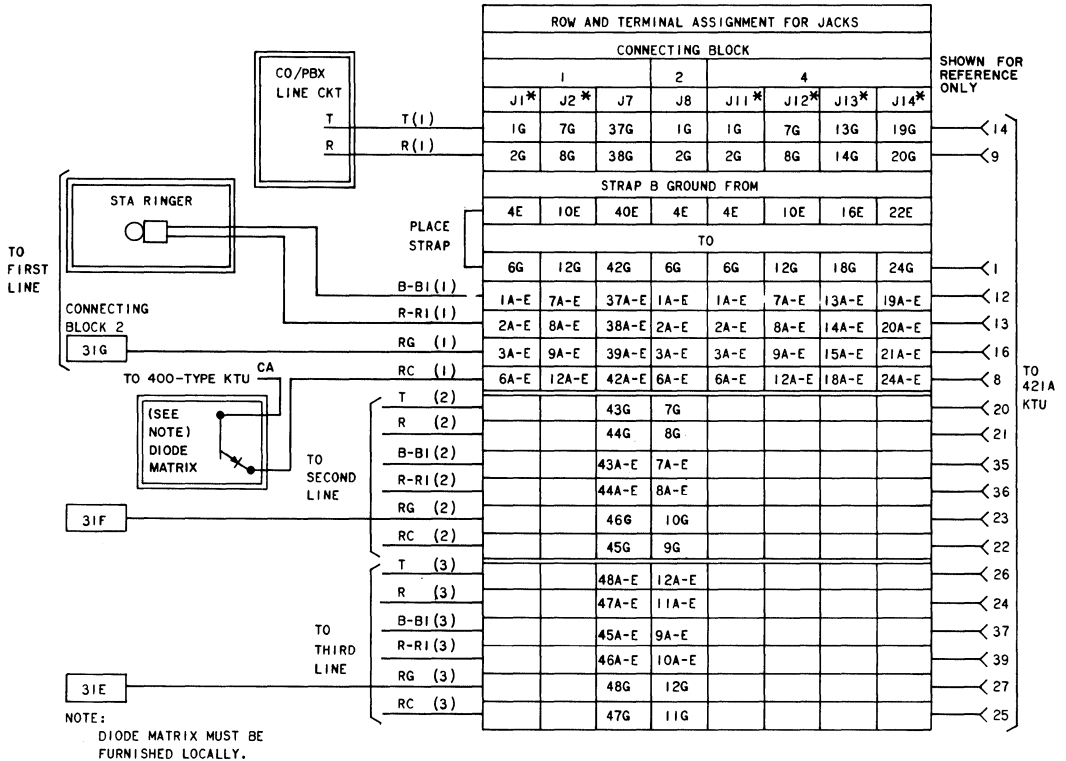 ROW AND TERMINAL ASSIGNMENT FOR JACKS
CONNECTING BLOCK
1 2 4
J1* J2* J7 J8 J11* J12* J13* J14*
SHOWN FOR
REFERENCE
ONLY
CO/PBX
LINE CKT
T T(1) 1G 7G 37G 1G 1G 7G 13G 19G 14
R R(1) 2G 8G 38G 2G 2G 8G 14G 20G 9
STRAP B GROUND FROM
STA RINGER
PLACE
STRAP
4E 10E 40E 4E 4E 10E 16E 22E
TO
6G 12G 42G 6G 6G 12G 18G 24G 1
TO
FIRST
LINE
B-B1(1) 1A-E 7A-E 37A-E 1A-E 1A-E 7A-E 13A-E 19A-E 12
R-R1(1) 2A-E 8A-E 38A-E 2A-E 2A-E 8A-E 14A-E 20A-E 13
CONNECTING
BLOCK 2
31G RG (1) 3A-E 9A-E 39A-E 3A-E 3A-E 9A-E 15A-E 21A-E 16
TO 400-TYPE KTU CA RC (1) 6A-E 12A-E 42A-E 6A-E 6A-E 12A-E 18A-E 24A-E 8
TO
421A
KTU
(SEE
NOTE)
DIODE
MATRIX
TO
SECOND
LINE
T (2) 43G 7G 20
R (2) 44G 8G 21
B-B1(2) 43A-E 7A-E 35
R-R1(2) 44A-E 8A-E 36
31F RG (2) 46G 10G 23
RC (2) 45G 9G 22
T (3) 48A-E 12A-E 26
R (3) 47A-E 11A-E 24
TO
THIRD
LINE
B-B1(3) 45A-E 9A-E 37
R-R1(3) 46A-E 10A-E 39
31E RG (3) 48G 12G 27
RC (3) 47G 11G 25
NOTE:
DIODE MATRIX MUST BE
FURNISHED LOCALLY.